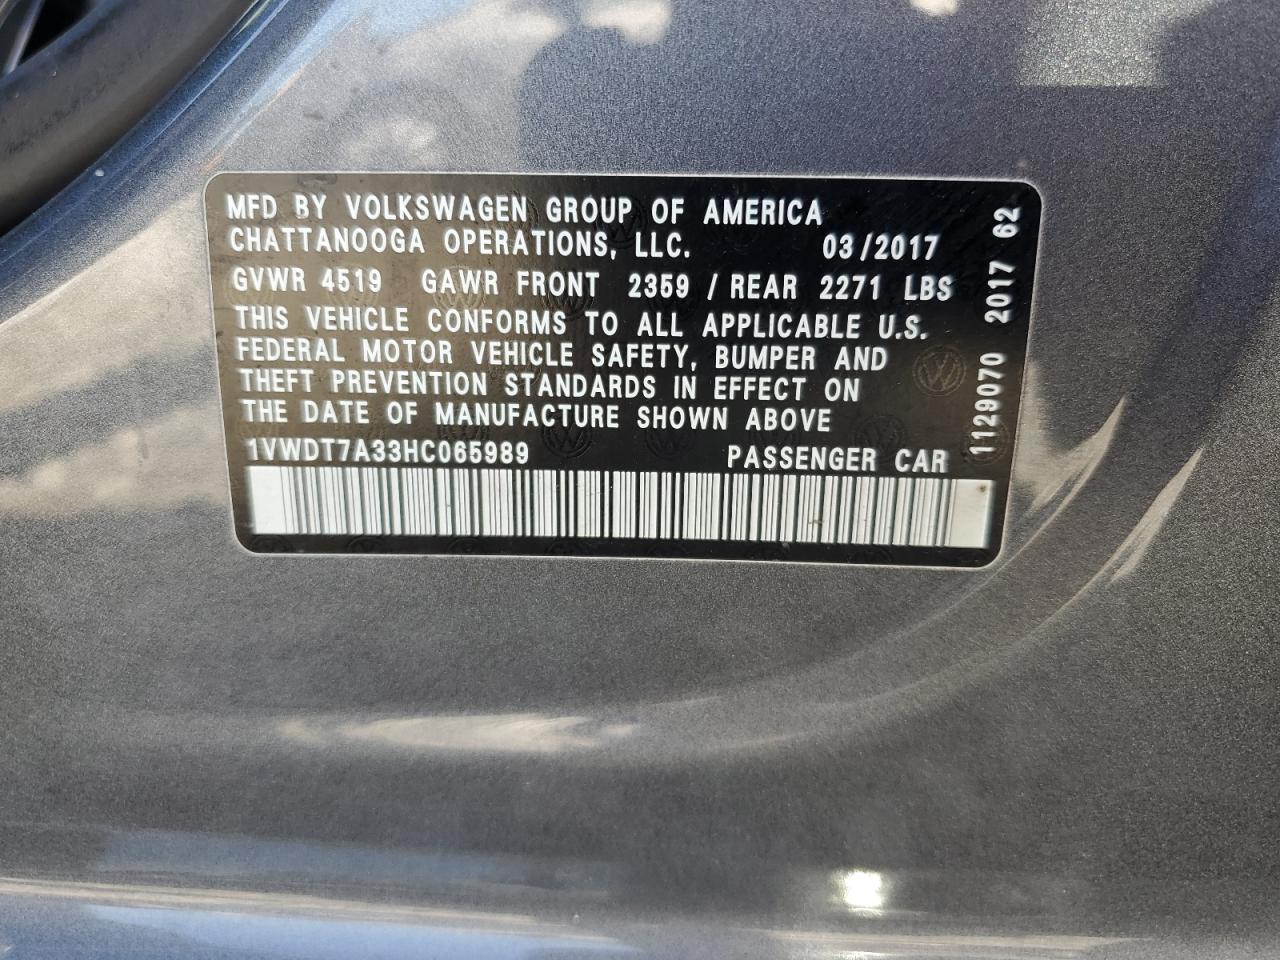 MFD BY VOLKSWAGEN GROUP OF AMERICA
CHATTANOOGA OPERATIONS, LLC. 03/2017
GVWR 4519 GAWR FRONT 2359 / REAR 2271 LBS
THIS VEHICLE CONFORMS TO ALL APPLICABLE U.S.
FEDERAL MOTOR VEHICLE SAFETY, BUMPER AND
THEFT PREVENTION STANDARDS IN EFFECT ON
THE DATE OF MANUFACTURE SHOWN ABOVE
1VWDT7A33HC065989 PASSENGER CAR
1129070 2017 62